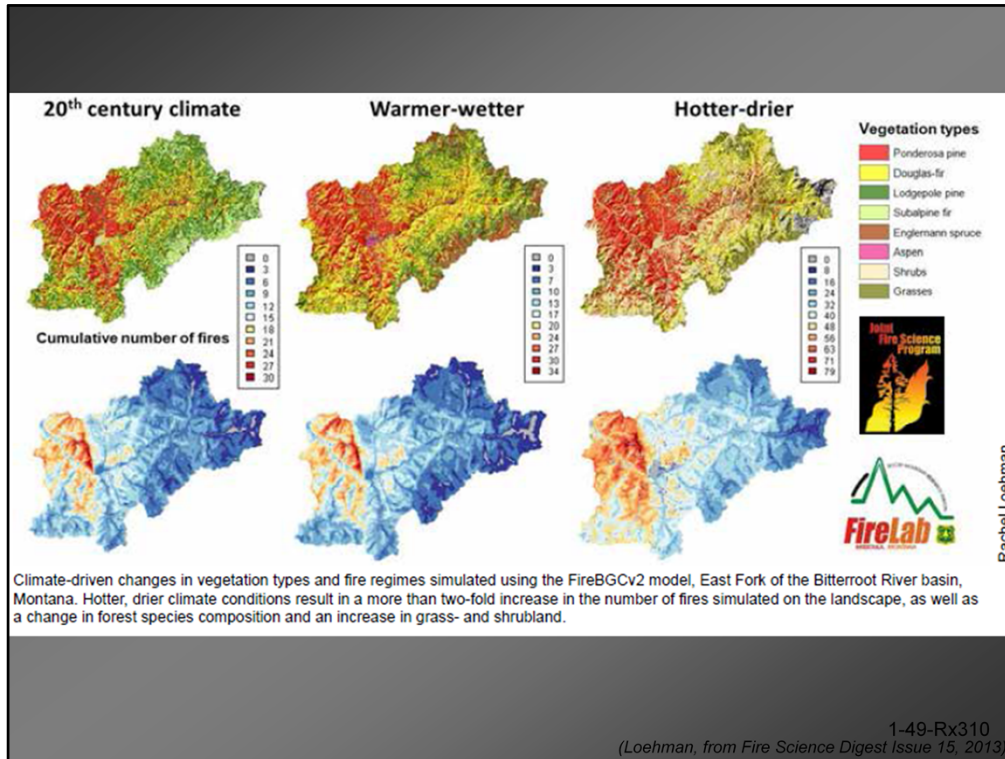 20th century climate
Warmer-wetter
Hotter-drier
Vegetation types
Ponderosa pine
Douglas-fir
Lodgepole pine
Subalpine fir
Englemann spruce
Aspen
Shrubs
Grasses
0
3
6
9
12
15
18
21
24
27
30
0
3
7
10
13
17
20
24
27
30
34
0
8
16
24
32
40
48
56
63
71
79
Cumulative number of fires
Joint
Fire Science
Program
FireLab
MISSOULA, MONTANA
Rachel Loehman
Climate-driven changes in vegetation types and fire regimes simulated using the FireBGCv2 model, East Fork of the Bitterroot River basin,
Montana. Hotter, drier climate conditions result in a more than two-fold increase in the number of fires simulated on the landscape, as well as
a change in forest species composition and an increase in grass- and shrubland.
1-49-Rx310
(Loehman, from Fire Science Digest Issue 15, 2013)